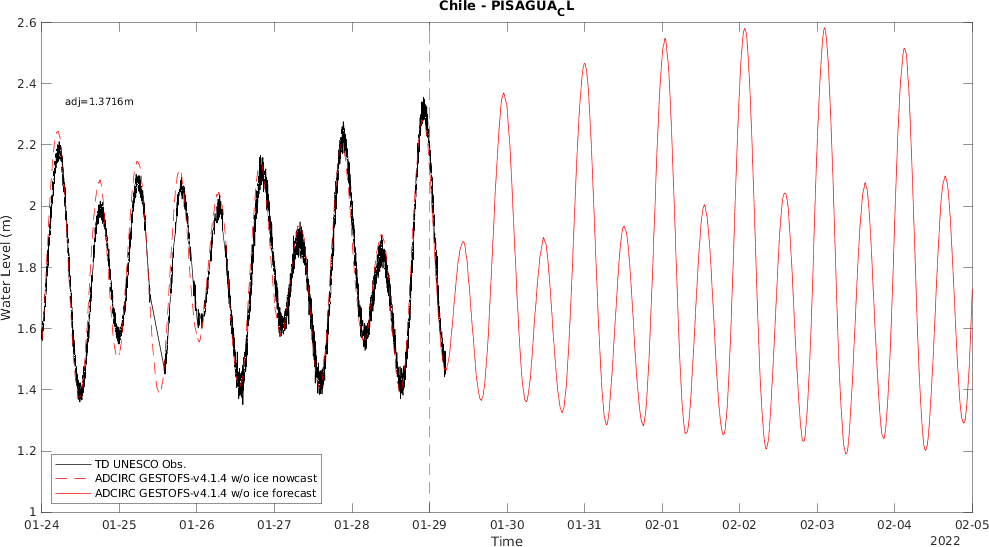 Chile - PISAGUA_CL
2.6
2.4
2.2
2
1.8
1.6
1.4
1.2
1
Water Level (m)
adj=1.3716m
TD UNESCO Obs.
ADCIRC GESTOFS-v4.1.4 w/o ice nowcast
ADCIRC GESTOFS-v4.1.4 w/o ice forecast
01-24 01-25 01-26 01-27 01-28 01-29 01-30 01-31 02-01 02-02 02-03 02-04 02-05
Time
2022